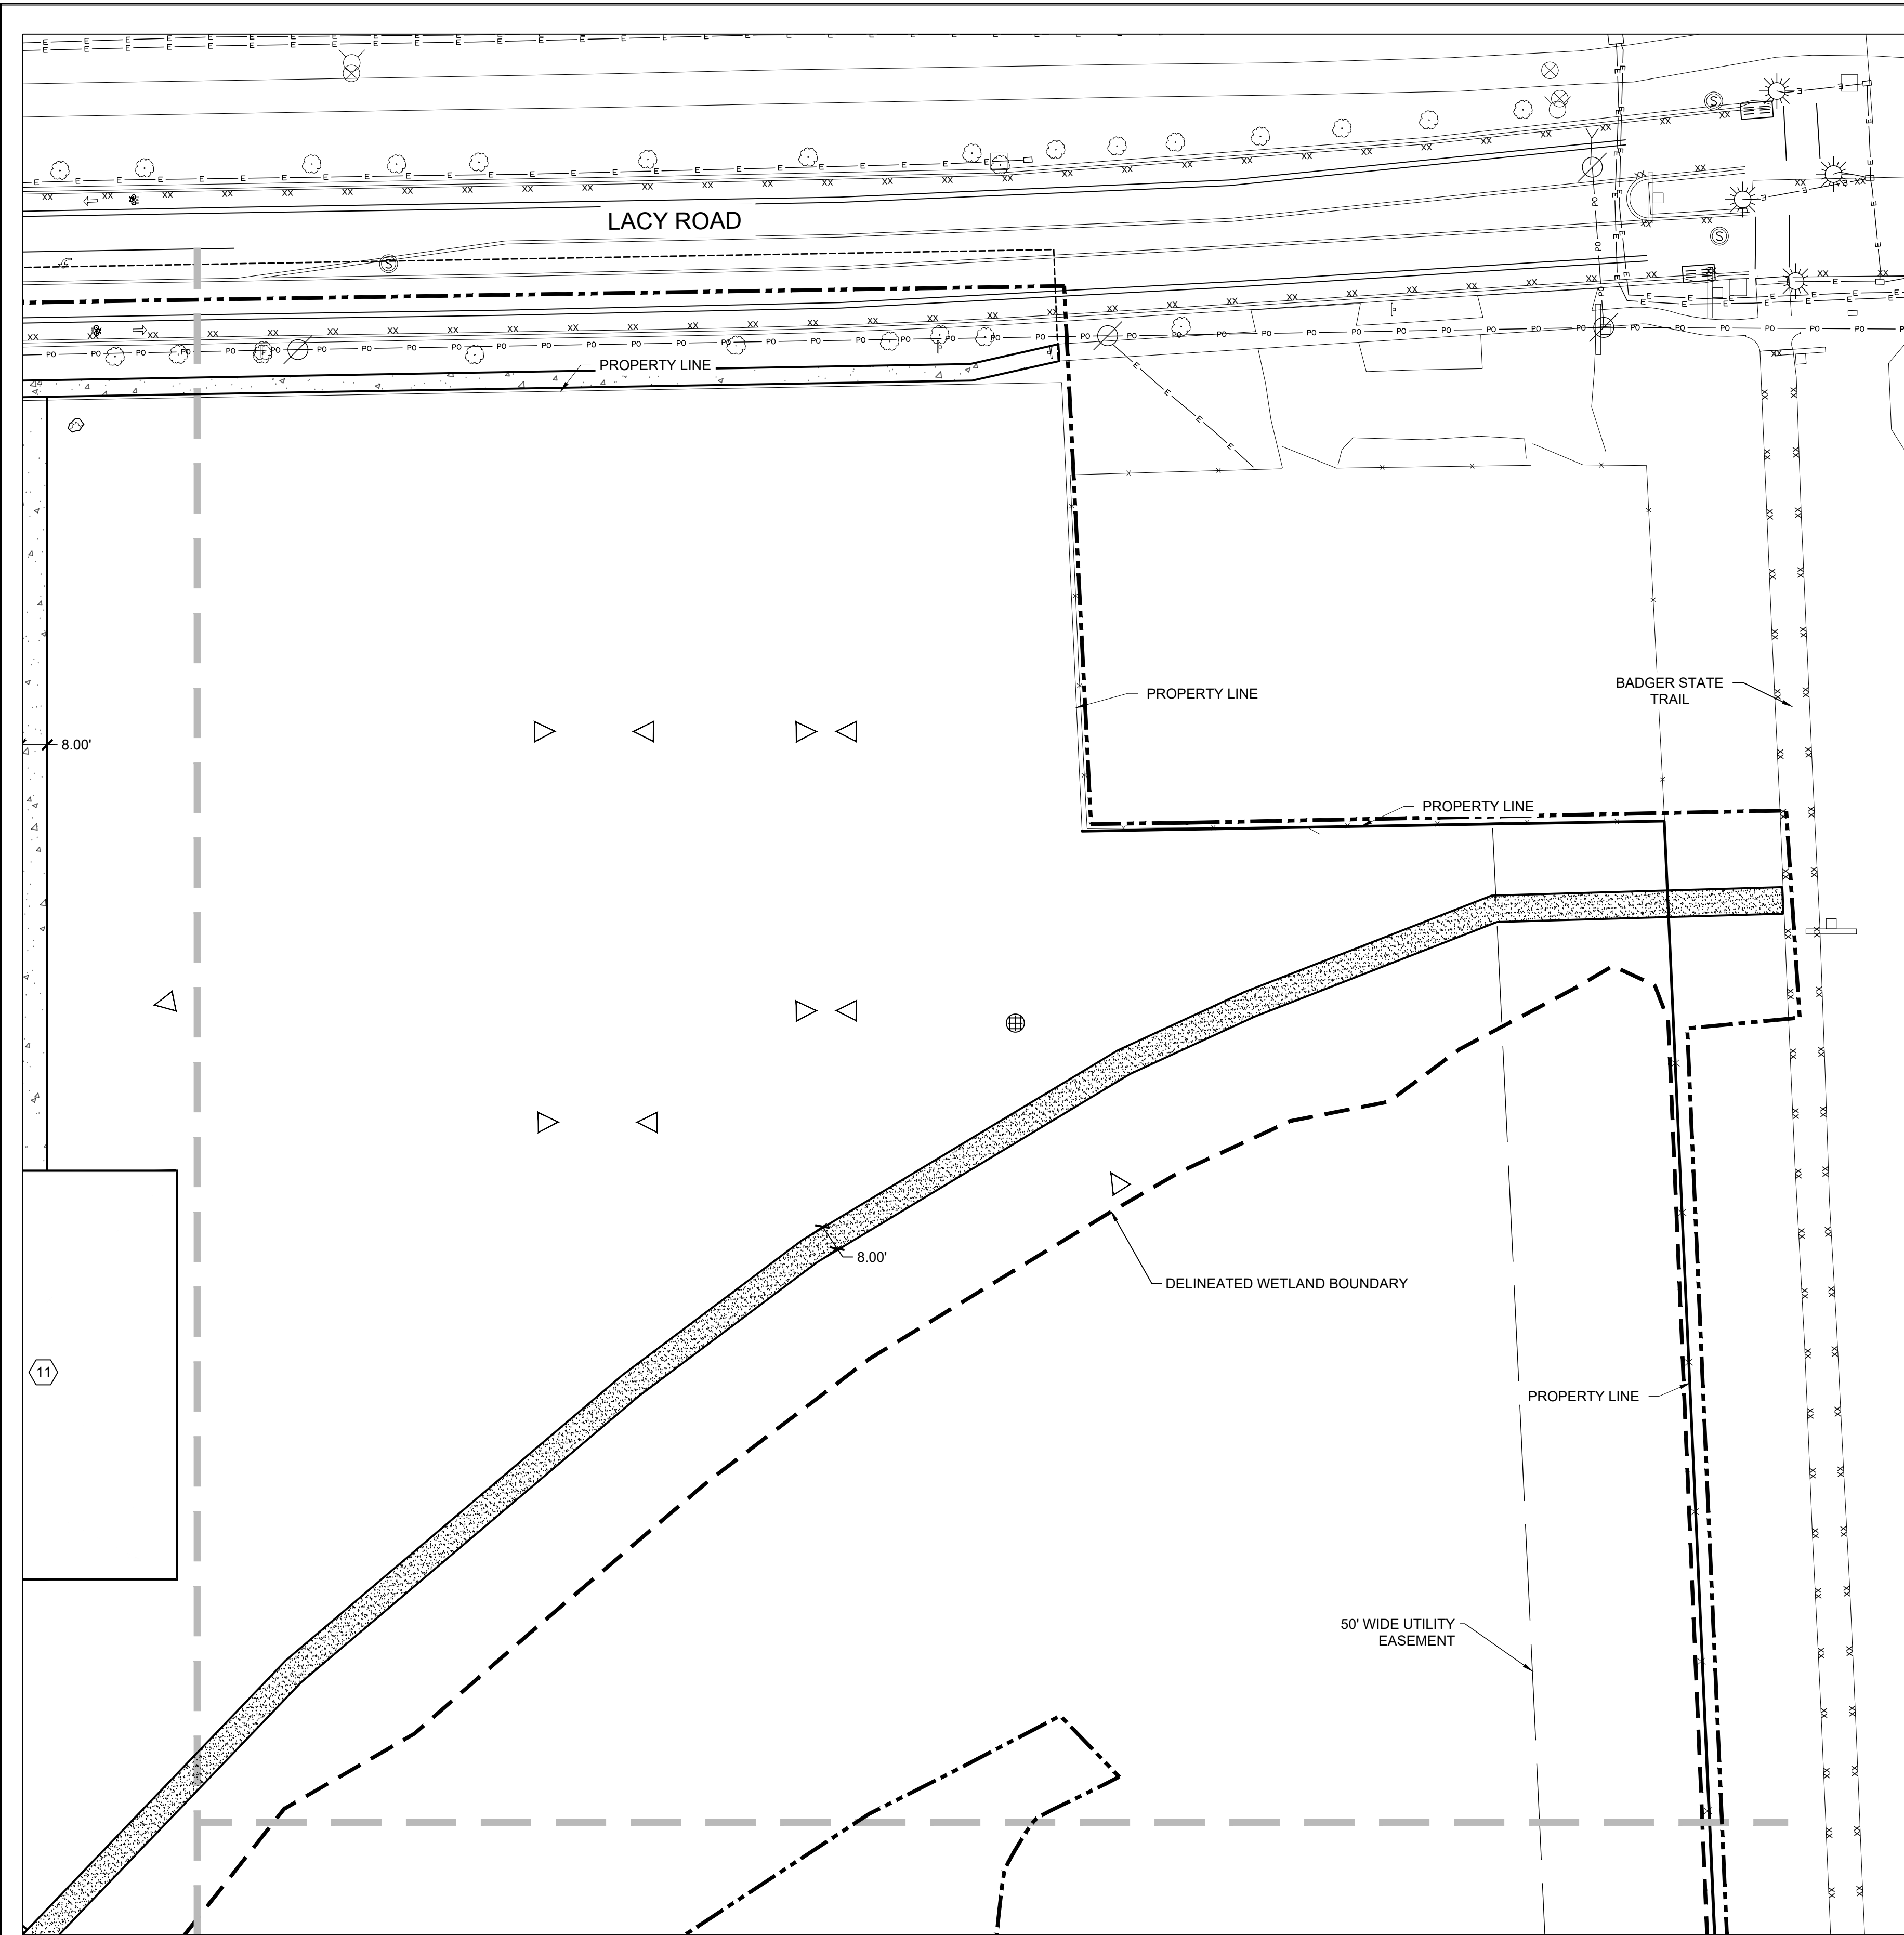 LACY ROAD
PROPERTY LINE
PROPERTY LINE
BADGER STATE
TRAIL
8.00'
PROPERTY LINE
8.00'
DELINEATED WETLAND BOUNDARY
11
PROPERTY LINE
50' WIDE UTILITY
EASEMENT